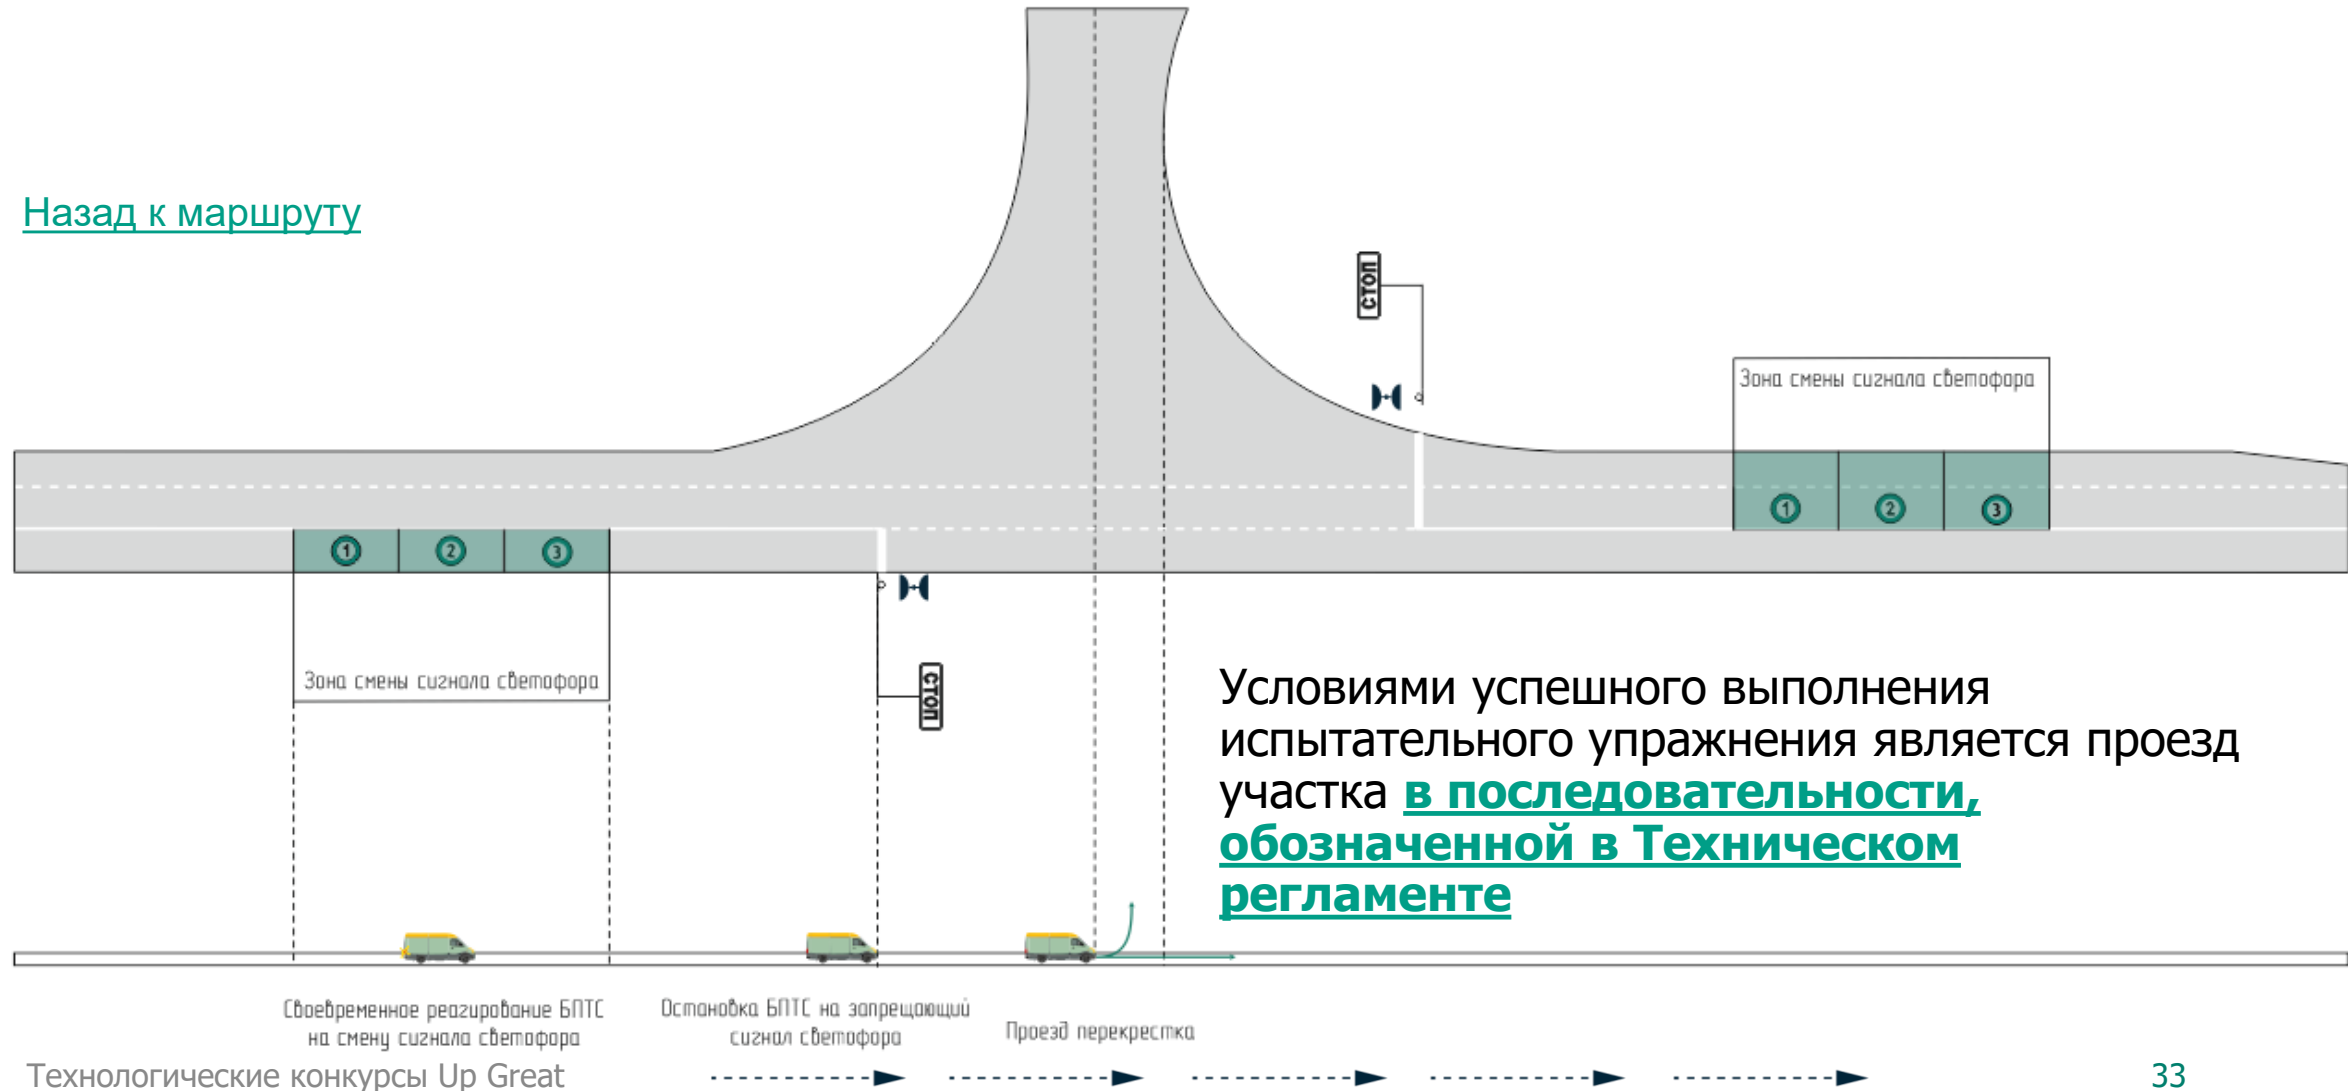 Назад к маршруту
СТОП
Зона смены сигнала светофора
1 2 3
1 2 3
Зона смены сигнала светофора
СТОП
Условиями успешного выполнения
испытательного упражнения является проезд
участка в последовательности,
обозначенной в Техническом
регламенте
Своевременное реагирование БПТС
на смену сигнала светофора
Остановка БПТС на запрещающий
сигнал светофора
Проезд перекрестка
Технологические конкурсы Up Great
33